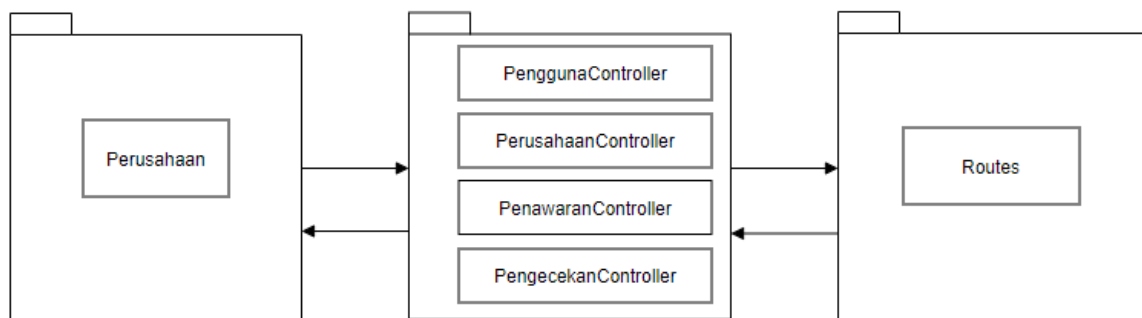 Perusahaan
PenggunaController
PerusahaanController
PenawaranController
PengecekanController
Routes